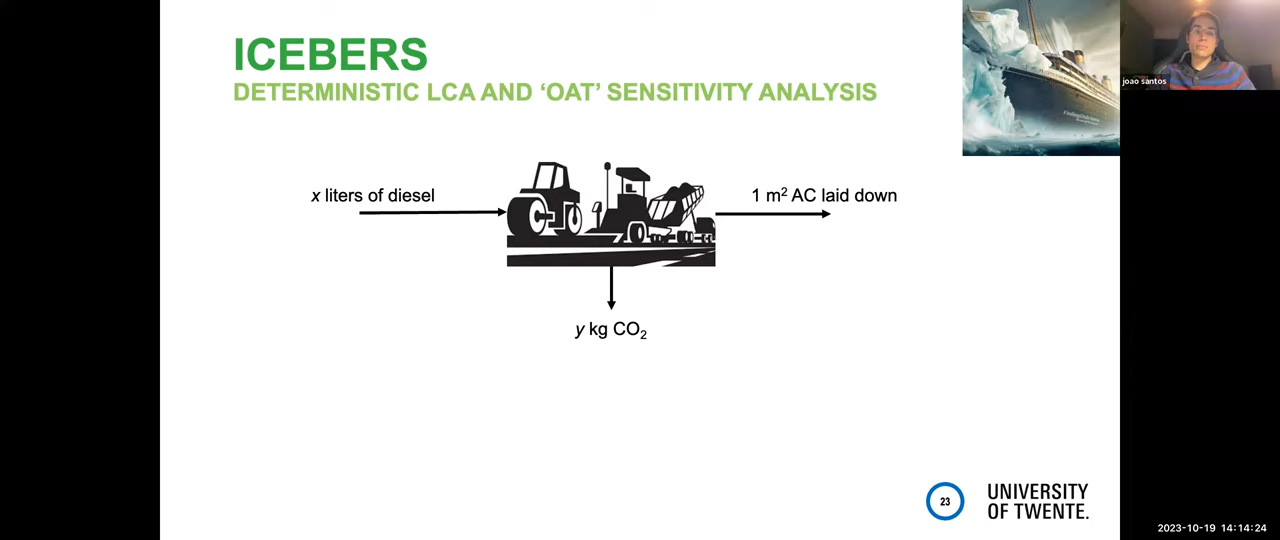 ICEBERS
DETERMINISTIC LCA AND ‘OAT’ SENSITIVITY ANALYSIS
joao santos
x liters of diesel
1 m² AC laid down
y kg CO₂
23
UNIVERSITY
OF TWENTE.
2023-10-19 14:14:24